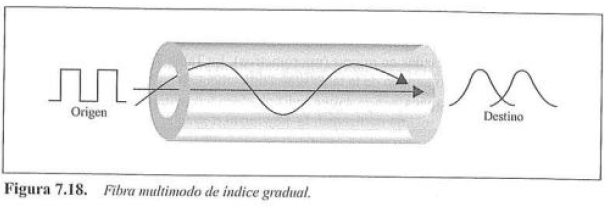 Origen
Destino
Figura 7.18. Fibra multimodo de índice gradual.